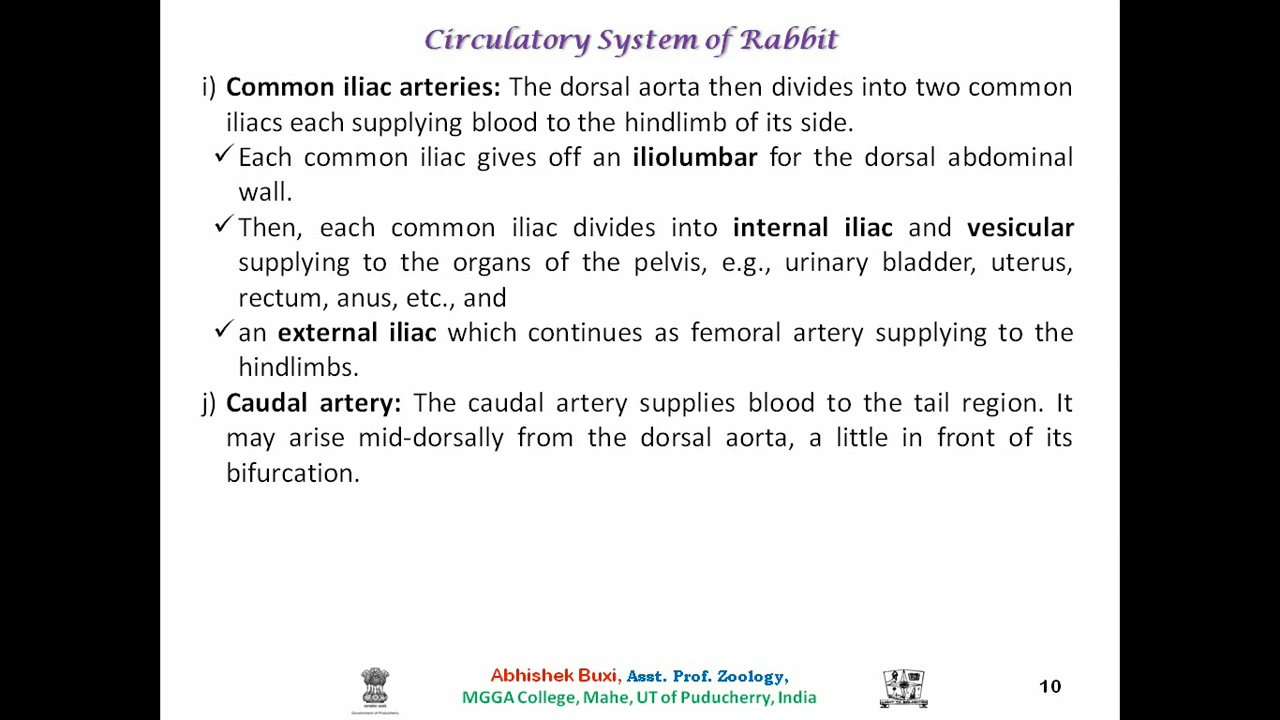 Circulatory System of Rabbit
i) Common iliac arteries: The dorsal aorta then divides into two common
iliacs each supplying blood to the hindlimb of its side.
✓Each common iliac gives off an iliolumbar for the dorsal abdominal
wall.
✓Then, each common iliac divides into internal iliac and vesicular
supplying to the organs of the pelvis, e.g., urinary bladder, uterus,
rectum, anus, etc., and
✓an external iliac which continues as femoral artery supplying to the
hindlimbs.
j) Caudal artery: The caudal artery supplies blood to the tail region. It
may arise mid-dorsally from the dorsal aorta, a little in front of its
bifurcation.
Abhishek Buxi, Asst. Prof. Zoology,
MGGA College, Mahe, UT of Puducherry, India
10